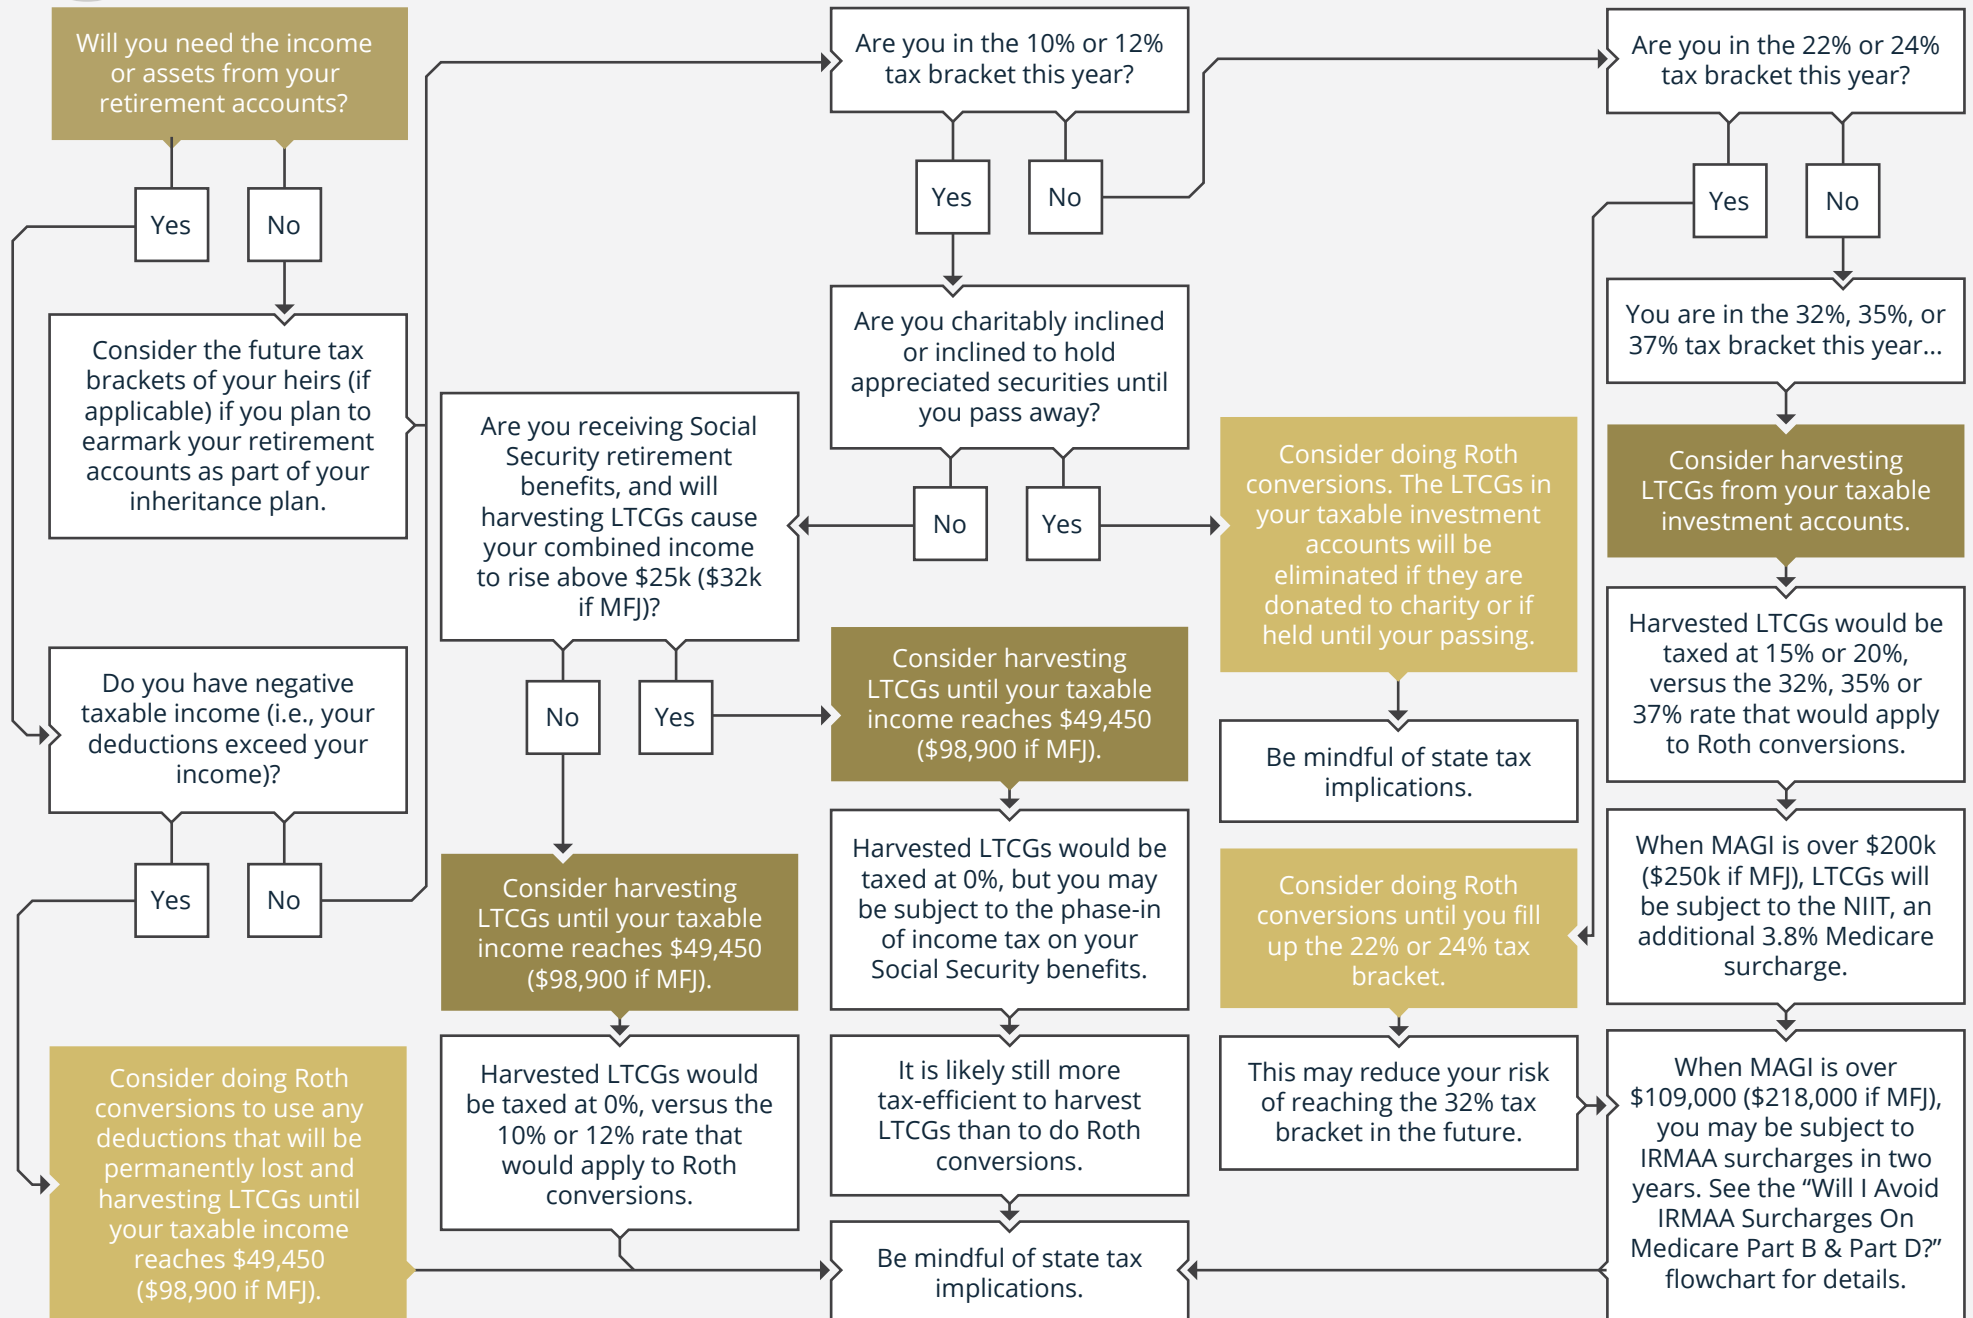 Will you need the income
or assets from your
retirement accounts?
Yes
No
Consider the future tax
brackets of your heirs (if
applicable) if you plan to
earmark your retirement
accounts as part of your
inheritance plan.
Do you have negative
taxable income (i.e., your
deductions exceed your
income)?
Yes
No
Consider doing Roth
conversions to use any
deductions that will be
permanently lost and
harvesting LTCGs until
your taxable income
reaches $49,450
($98,900 if MFJ).
Are you in the 10% or 12%
tax bracket this year?
Yes
No
Are you charitably inclined
or inclined to hold
appreciated securities until
you pass away?
No
Yes
Are you receiving Social
Security retirement
benefits, and will
harvesting LTCGs cause
your combined income
to rise above $25k ($32k
if MFJ)?
No
Yes
Consider harvesting
LTCGs until your taxable
income reaches $49,450
($98,900 if MFJ).
Harvested LTCGs would
be taxed at 0%, versus the
10% or 12% rate that
would apply to Roth
conversions.
Consider harvesting
LTCGs until your taxable
income reaches $49,450
($98,900 if MFJ).
Harvested LTCGs would be
taxed at 0%, but you may
be subject to the phase-in
of income tax on your
Social Security benefits.
It is likely still more
tax-efficient to harvest
LTCGs than to do Roth
conversions.
Be mindful of state tax
implications.
Consider doing Roth
conversions. The LTCGs in
your taxable investment
accounts will be
eliminated if they are
donated to charity or if
held until your passing.
Be mindful of state tax
implications.
Are you in the 22% or 24%
tax bracket this year?
Yes
No
Consider doing Roth
conversions until you fill
up the 22% or 24% tax
bracket.
This may reduce your risk
of reaching the 32% tax
bracket in the future.
You are in the 32%, 35%, or
37% tax bracket this year...
Consider harvesting
LTCGs from your taxable
investment accounts.
Harvested LTCGs would be
taxed at 15% or 20%,
versus the 32%, 35% or
37% rate that would apply
to Roth conversions.
When MAGI is over $200k
($250k if MFJ), LTCGs will
be subject to the NIIT, an
additional 3.8% Medicare
surcharge.
When MAGI is over
$109,000 ($218,000 if MFJ),
you may be subject to
IRMAA surcharges in two
years. See the “Will I Avoid
IRMAA Surcharges On
Medicare Part B & Part D?”
flowchart for details.